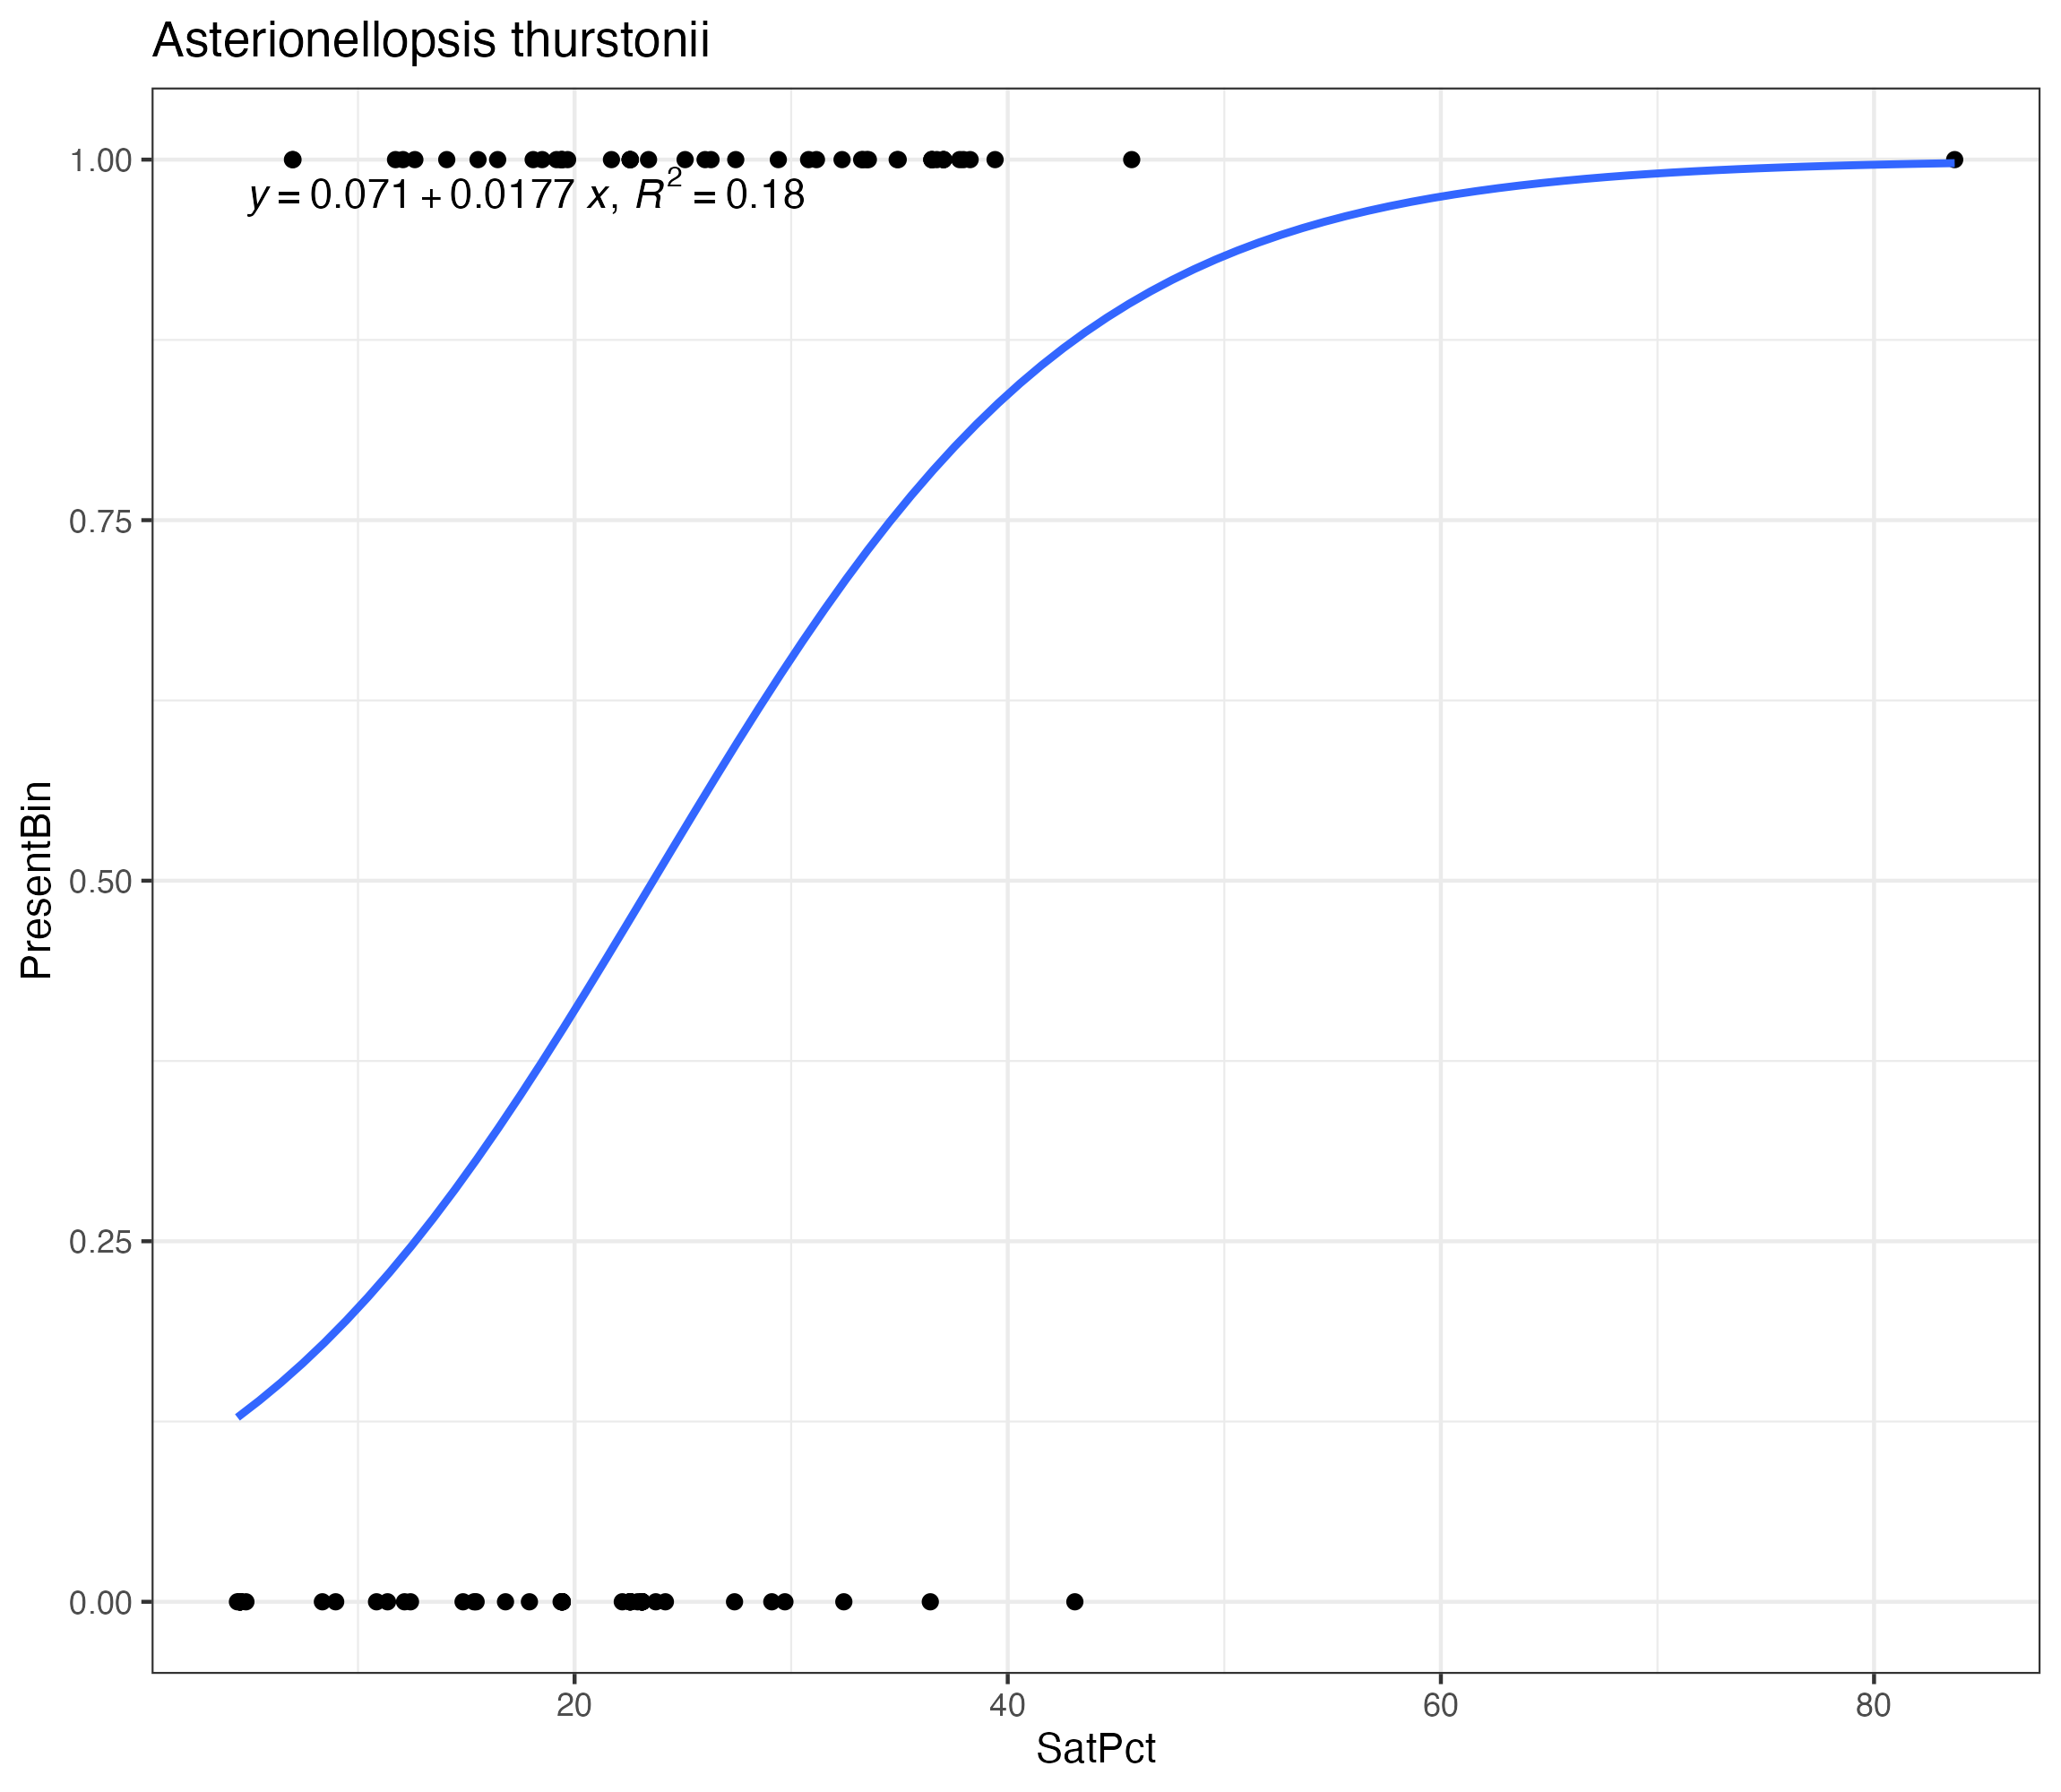 Asterionellopsis thurstonii
y = 0.071 + 0.0177 x, R² = 0.18
PresentBin
1.00
0.75
0.50
0.25
0.00
20 40 60 80
SatPct